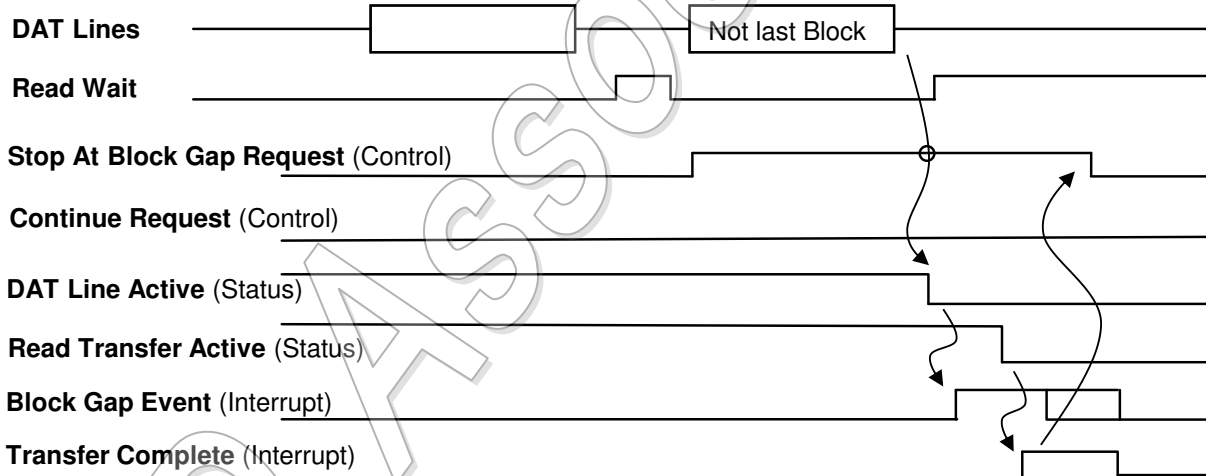 DAT Lines
Not last Block
Read Wait
Stop At Block Gap Request (Control)
Continue Request (Control)
DAT Line Active (Status)
Read Transfer Active (Status)
Block Gap Event (Interrupt)
Transfer Complete (Interrupt)